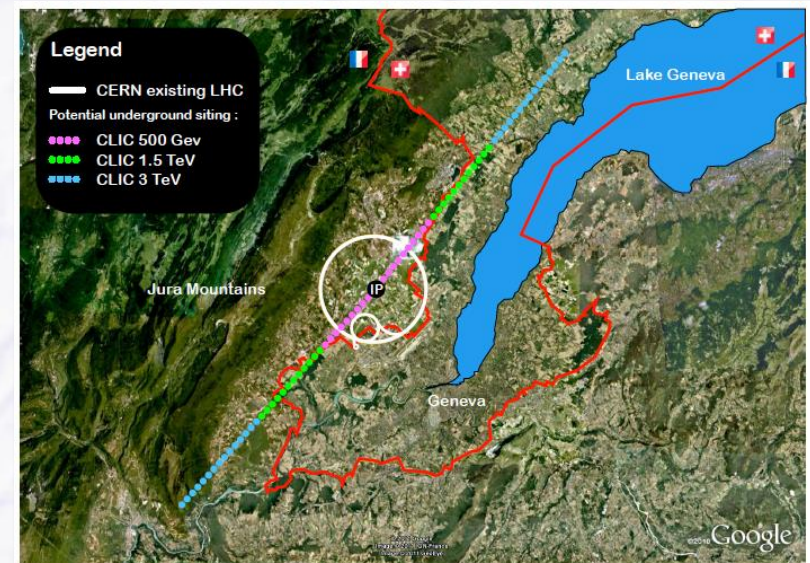 Legend
CERN existing LHC
Potential underground siting :
CLIC 500 Gev
CLIC 1.5 TeV
CLIC 3 TeV
Lake Geneva
Jura Mountains
IP
Geneva
©2010 Google